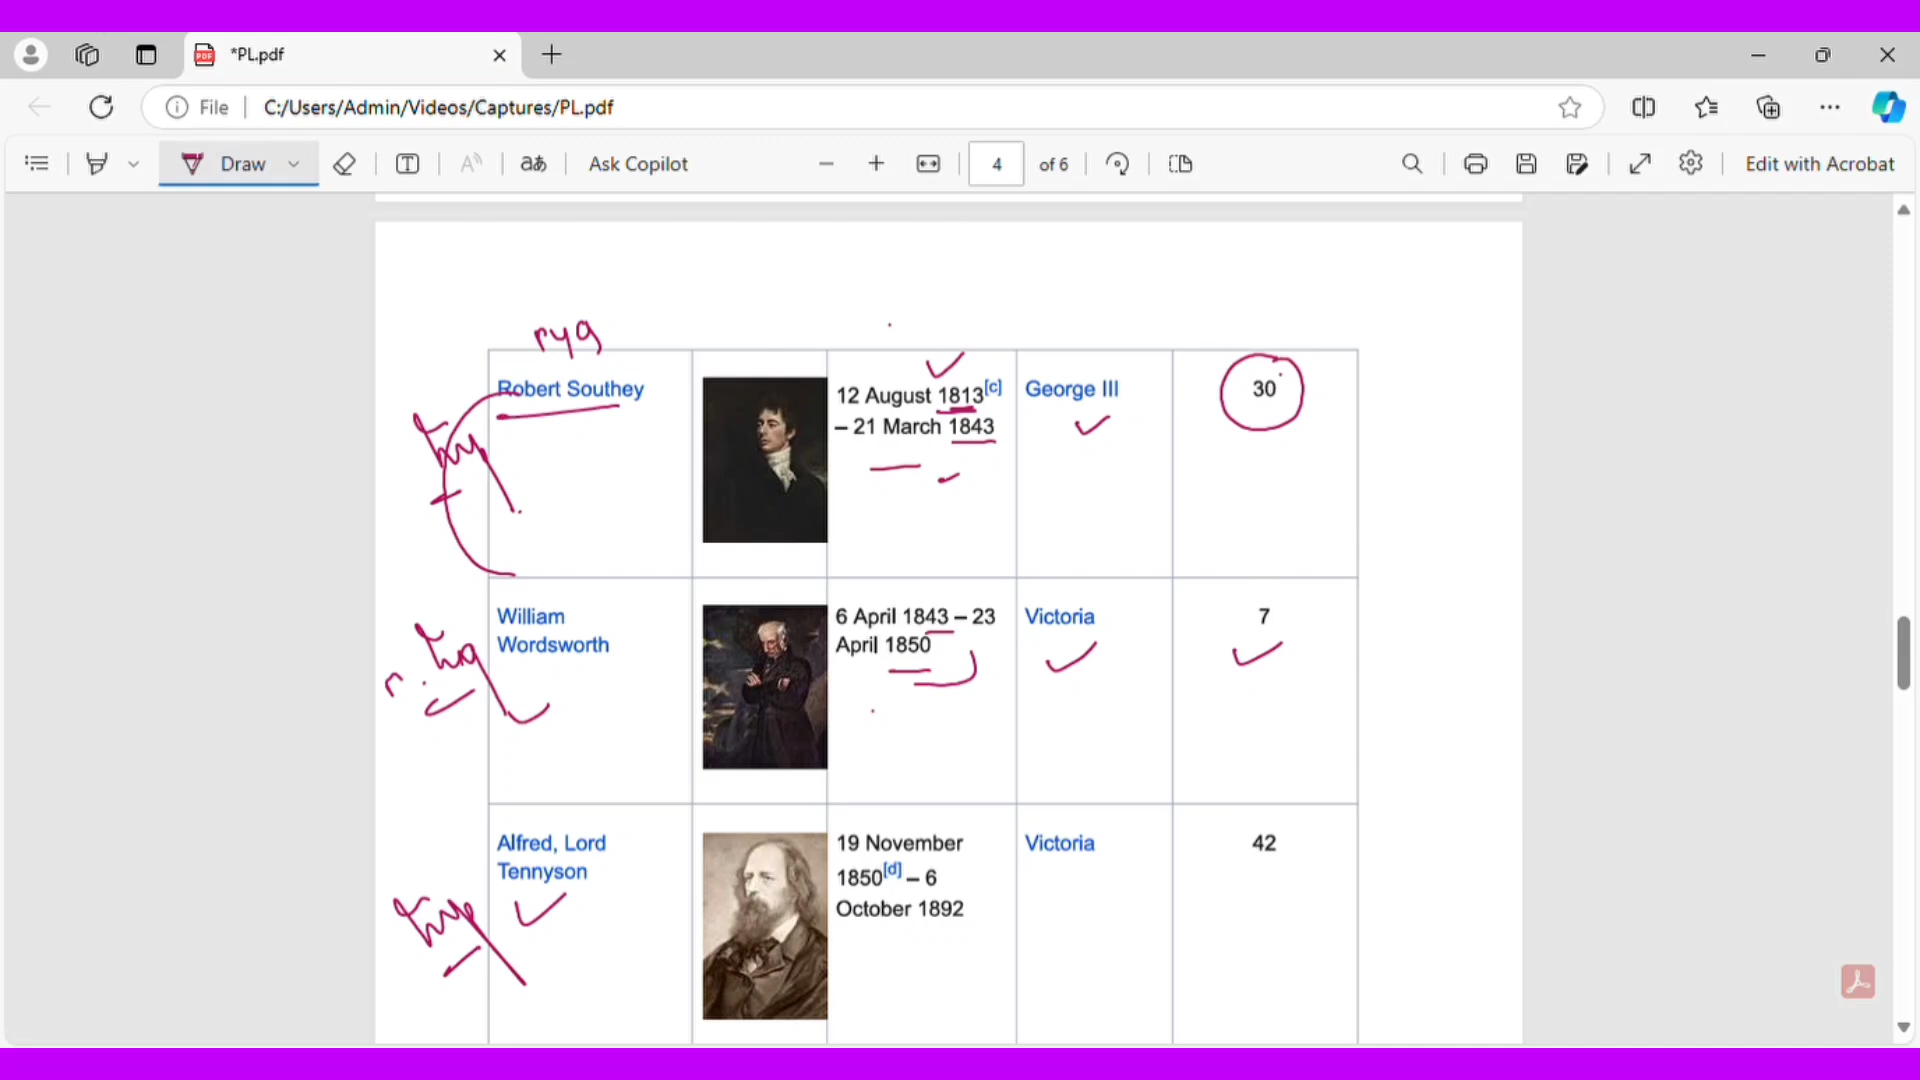 *PL.pdf
File
C:/Users/Admin/Videos/Captures/PL.pdf
Draw
Ask Copilot
4 of 6
Edit with Acrobat
Robert Southey
12 August 1813[c]
– 21 March 1843
George III
30
William
Wordsworth
6 April 1843 – 23
April 1850
Victoria
7
Alfred, Lord
Tennyson
19 November
1850[d] – 6
October 1892
Victoria
42